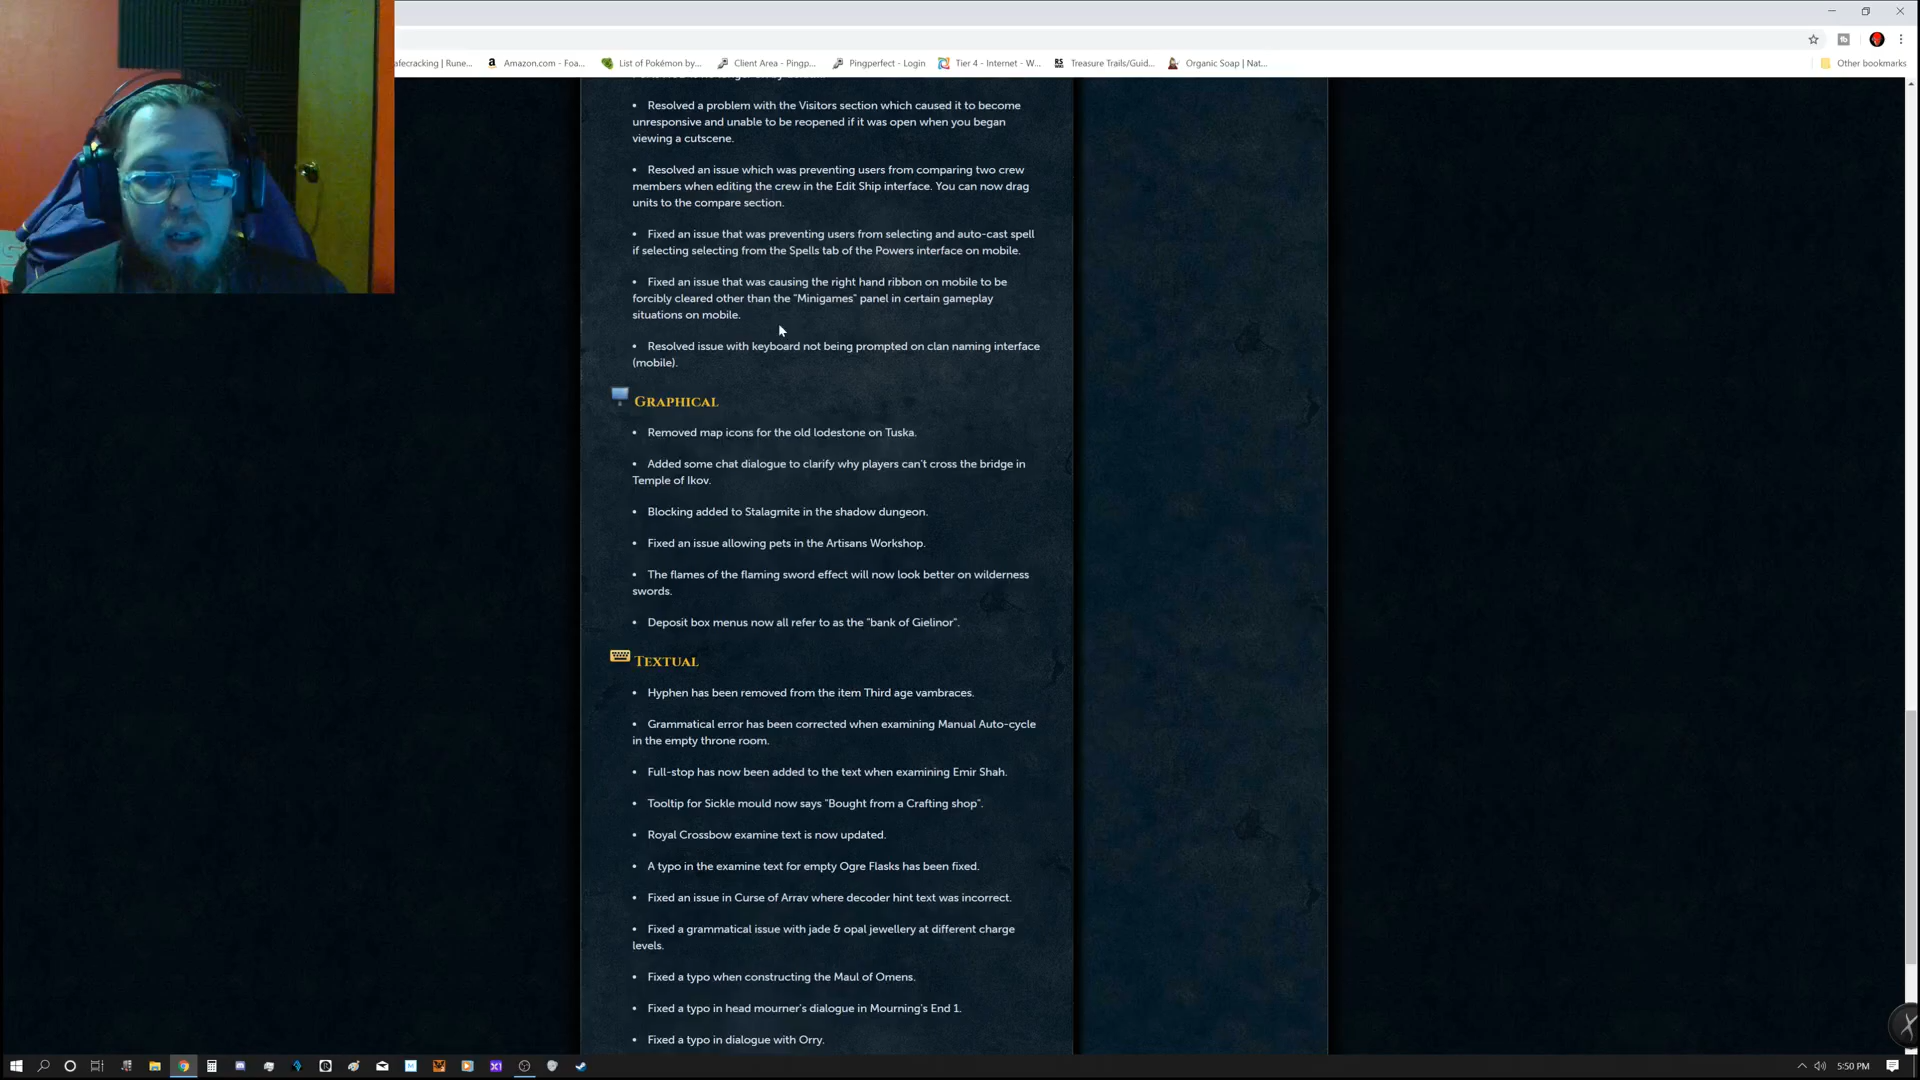 afecracking | Rune...
Amazon.com - Foa...
List of Pokémon by...
Client Area - Pingp...
Pingperfect - Login
Tier 4 - Internet - W...
RS
Treasure Trails/Guid...
Organic Soap | Nat...
Other bookmarks
• Resolved a problem with the Visitors section which caused it to become
unresponsive and unable to be reopened if it was open when you began
viewing a cutscene.
• Resolved an issue which was preventing users from comparing two crew
members when editing the crew in the Edit Ship interface. You can now drag
units to the compare section.
• Fixed an issue that was preventing users from selecting and auto-cast spell
if selecting selecting from the Spells tab of the Powers interface on mobile.
• Fixed an issue that was causing the right hand ribbon on mobile to be
forcibly cleared other than the "Minigames" panel in certain gameplay
situations on mobile.
• Resolved issue with keyboard not being prompted on clan naming interface
(mobile).
Graphical
• Removed map icons for the old lodestone on Tuska.
• Added some chat dialogue to clarify why players can't cross the bridge in
Temple of Ikov.
• Blocking added to Stalagmite in the shadow dungeon.
• Fixed an issue allowing pets in the Artisans Workshop.
• The flames of the flaming sword effect will now look better on wilderness
swords.
• Deposit box menus now all refer to as the "bank of Gielinor".
Textual
• Hyphen has been removed from the item Third age vambraces.
• Grammatical error has been corrected when examining Manual Auto-cycle
in the empty throne room.
• Full-stop has now been added to the text when examining Emir Shah.
• Tooltip for Sickle mould now says "Bought from a Crafting shop".
• Royal Crossbow examine text is now updated.
• A typo in the examine text for empty Ogre Flasks has been fixed.
• Fixed an issue in Curse of Arrav where decoder hint text was incorrect.
• Fixed a grammatical issue with jade & opal jewellery at different charge
levels.
• Fixed a typo when constructing the Maul of Omens.
• Fixed a typo in head mourner's dialogue in Mourning's End 1.
• Fixed a typo in dialogue with Orry.
5:50 PM